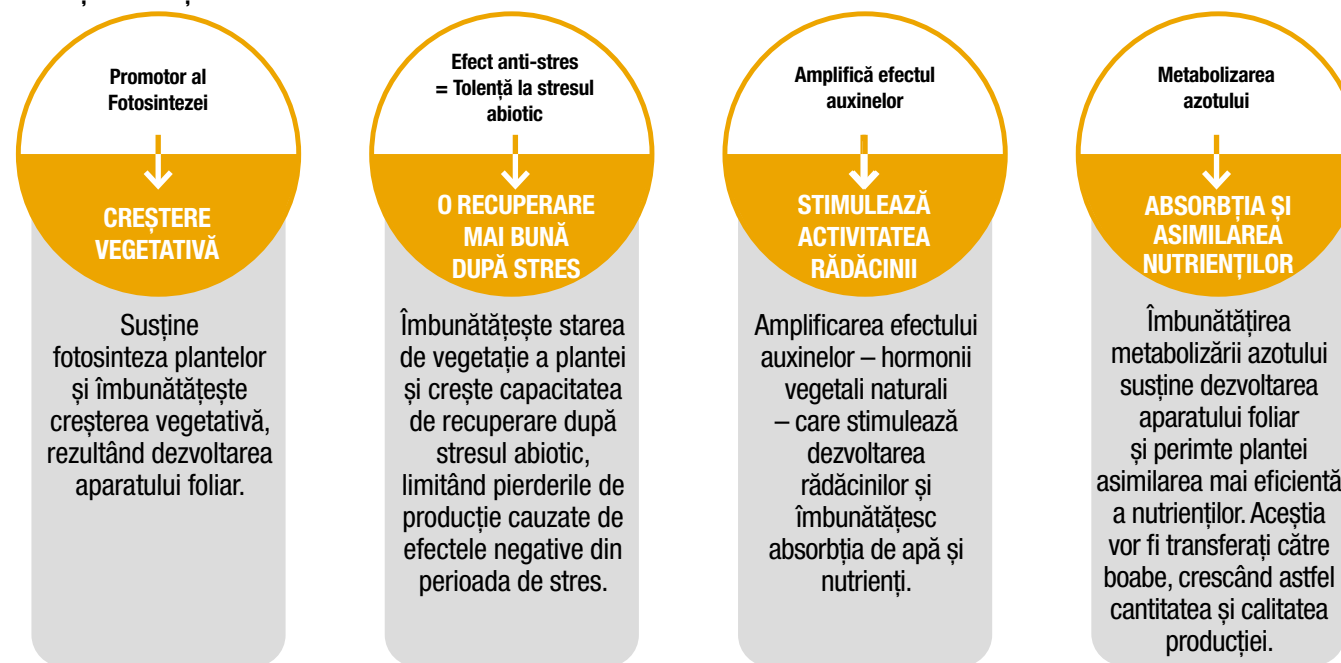 Promotor al
Fotosintezei
CREȘTERE
VEGETATIVĂ
Susține
fotosinteza plantelor
și îmbunătățește
creșterea vegetativă,
rezultând dezvoltarea
aparatului foliar.
Efect anti-stres
= Tolență la stresul
abiotic
O RECUPERARE
MAI BUNĂ
DUPĂ STRES
Îmbunătățește starea
de vegetație a plantei
și crește capacitatea
de recuperare după
stresul abiotic,
limitând pierderile de
producție cauzate de
efectele negative din
perioada de stres.
Amplifică efectul
auxinelor
STIMULEAZĂ
ACTIVITATEA
RĂDĂCINII
Amplificarea efectului
auxinelor – hormonii
vegetali naturali
– care stimulează
dezvoltarea
rădăcinilor și
îmbunătățesc
absorbția de apă și
nutrienți.
Metabolizarea
azotului
ABSORBȚIA ȘI
ASIMILAREA
NUTRIENȚILOR
Îmbunătățirea
metabolizării azotului
susține dezvoltarea
aparatului foliar
și perimte plantei
asimilarea mai eficientă
a nutrienților. Aceștia
vor fi transferați către
boabe, crescând astfel
cantitatea și calitatea
producției.